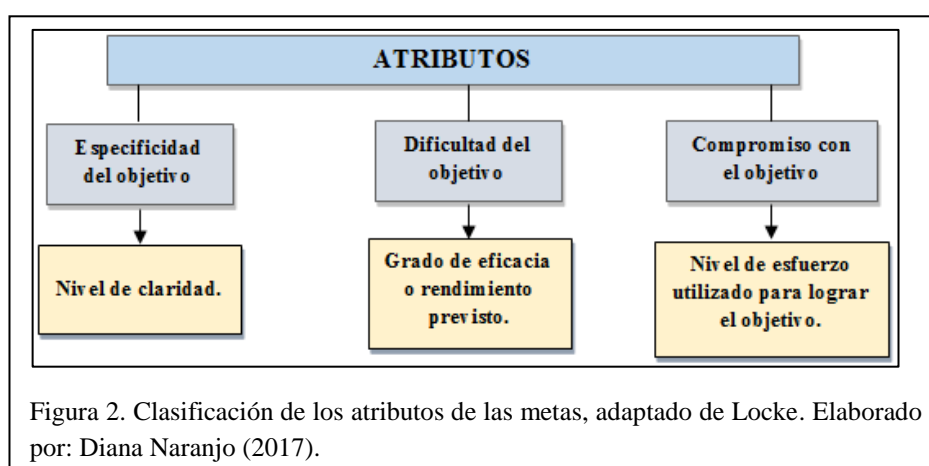 ATRIBUTOS
Especificidad
del objetivo
Dificultad del
objetivo
Compromiso con
el objetivo
Nivel de claridad.
Grado de eficacia
o rendimiento
previsto.
Nivel de esfuerzo
utilizado para lograr
el objetivo.
Figura 2. Clasificación de los atributos de las metas, adaptado de Locke. Elaborado
por: Diana Naranjo (2017).